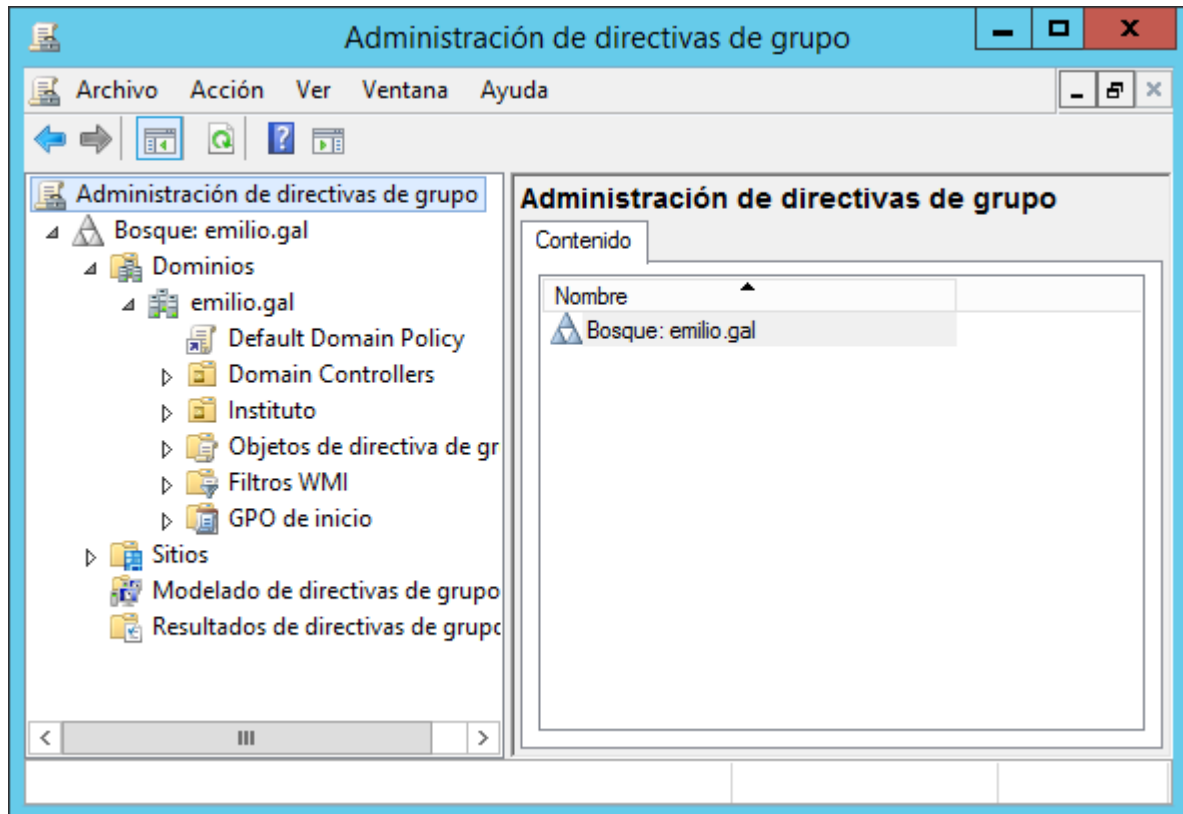 Administración de directivas de grupo
Archivo Acción Ver Ventana Ayuda
Administración de directivas de grupo
Bosque: emilio.gal
Dominios
emilio.gal
Default Domain Policy
Domain Controllers
Instituto
Objetos de directiva de gr
Filtros WMI
GPO de inicio
Sitios
Modelado de directivas de grupo
Resultados de directivas de grupo
Administración de directivas de grupo
Contenido
Nombre
Bosque: emilio.gal